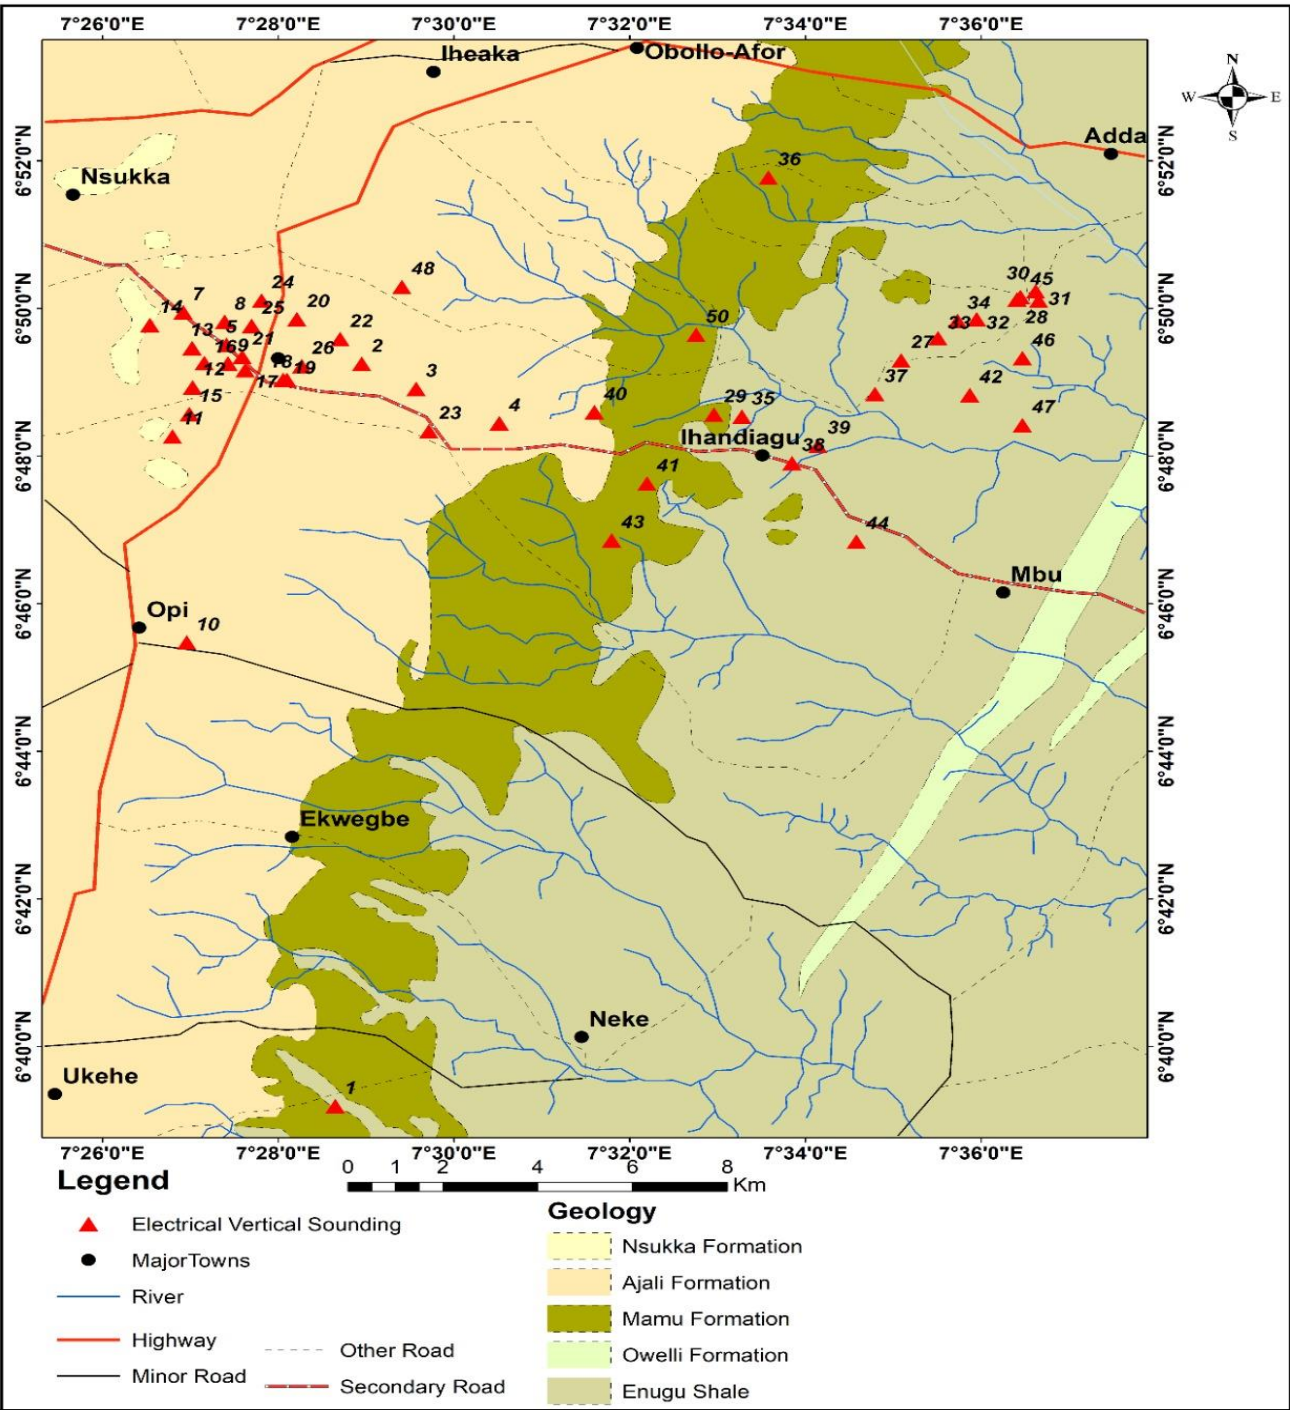 7°26'0"E 7°28'0"E 7°30'0"E 7°32'0"E 7°34'0"E 7°36'0"E
N
W E
S
Iheaka
Obollo-Afor
Adda
6°52'0"N 6°52'0"N
36
Nsukka
48
24
30 45
7 8 25 20
31
14
34
28
6°50'0"N 6°50'0"N
13 5 21 22
50
33 32
27
46
16 9 26 2
12 18 19
3
37
42
15 17
40 29 35
47
11
23 4
39
Ihandiagu 38
6°48'0"N 6°48'0"N
41
43
44
Mbu
6°46'0"N 6°46'0"N
Opi
10
6°44'0"N 6°44'0"N
Ekwegbe
6°42'0"N 6°42'0"N
Neke
6°40'0"N 6°40'0"N
Ukehe
1
7°26'0"E 7°28'0"E 7°30'0"E 7°32'0"E 7°34'0"E 7°36'0"E
0 1 2 4 6 8
Km
Legend
Electrical Vertical Sounding
MajorTowns
River
Highway
Minor Road
Other Road
Secondary Road
Geology
Nsukka Formation
Ajali Formation
Mamu Formation
Owelli Formation
Enugu Shale